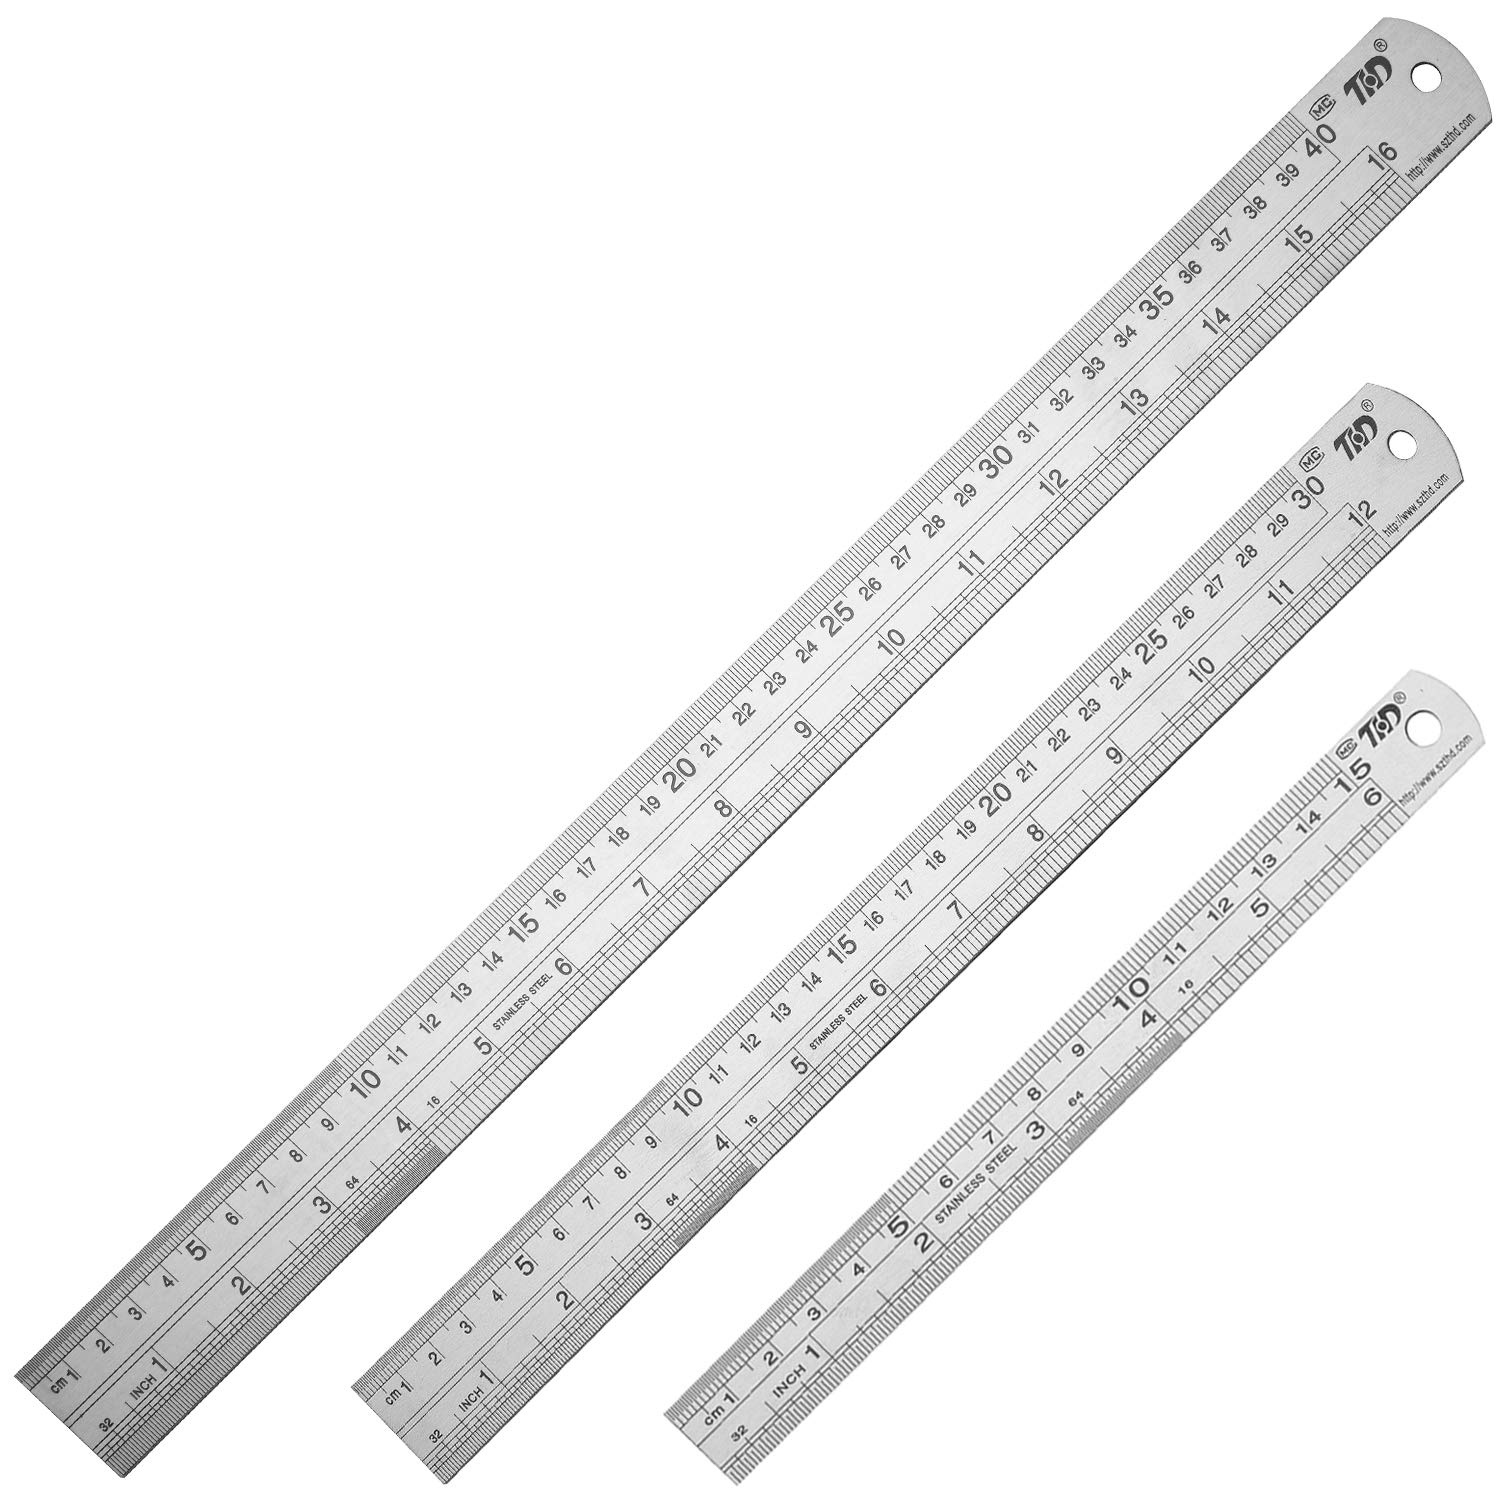 cm 1 2 3 4 5 6 7 8 9 10 11 12 13 14 15 16 17 18 19 20 21 22 23 24 25 26 27 28 29 30 31 32 33 34 35 36 37 38 39 40 MC THD®
32 INCH 1 2 3 64 4 16 5 STAINLESS STEEL 6 7 8 9 10 11 12 13 14 15 16 http://www.szthd.com
cm 1 2 3 4 5 6 7 8 9 10 11 12 13 14 15 16 17 18 19 20 21 22 23 24 25 26 27 28 29 30 MC THD®
32 INCH 1 2 3 64 4 16 5 STAINLESS STEEL 6 7 8 9 10 11 12 http://www.szthd.com
cm 1 2 3 4 5 6 7 8 9 10 11 12 13 14 15 MC THD®
32 INCH 1 2 STAINLESS STEEL 3 64 4 16 5 6 http://www.szthd.com